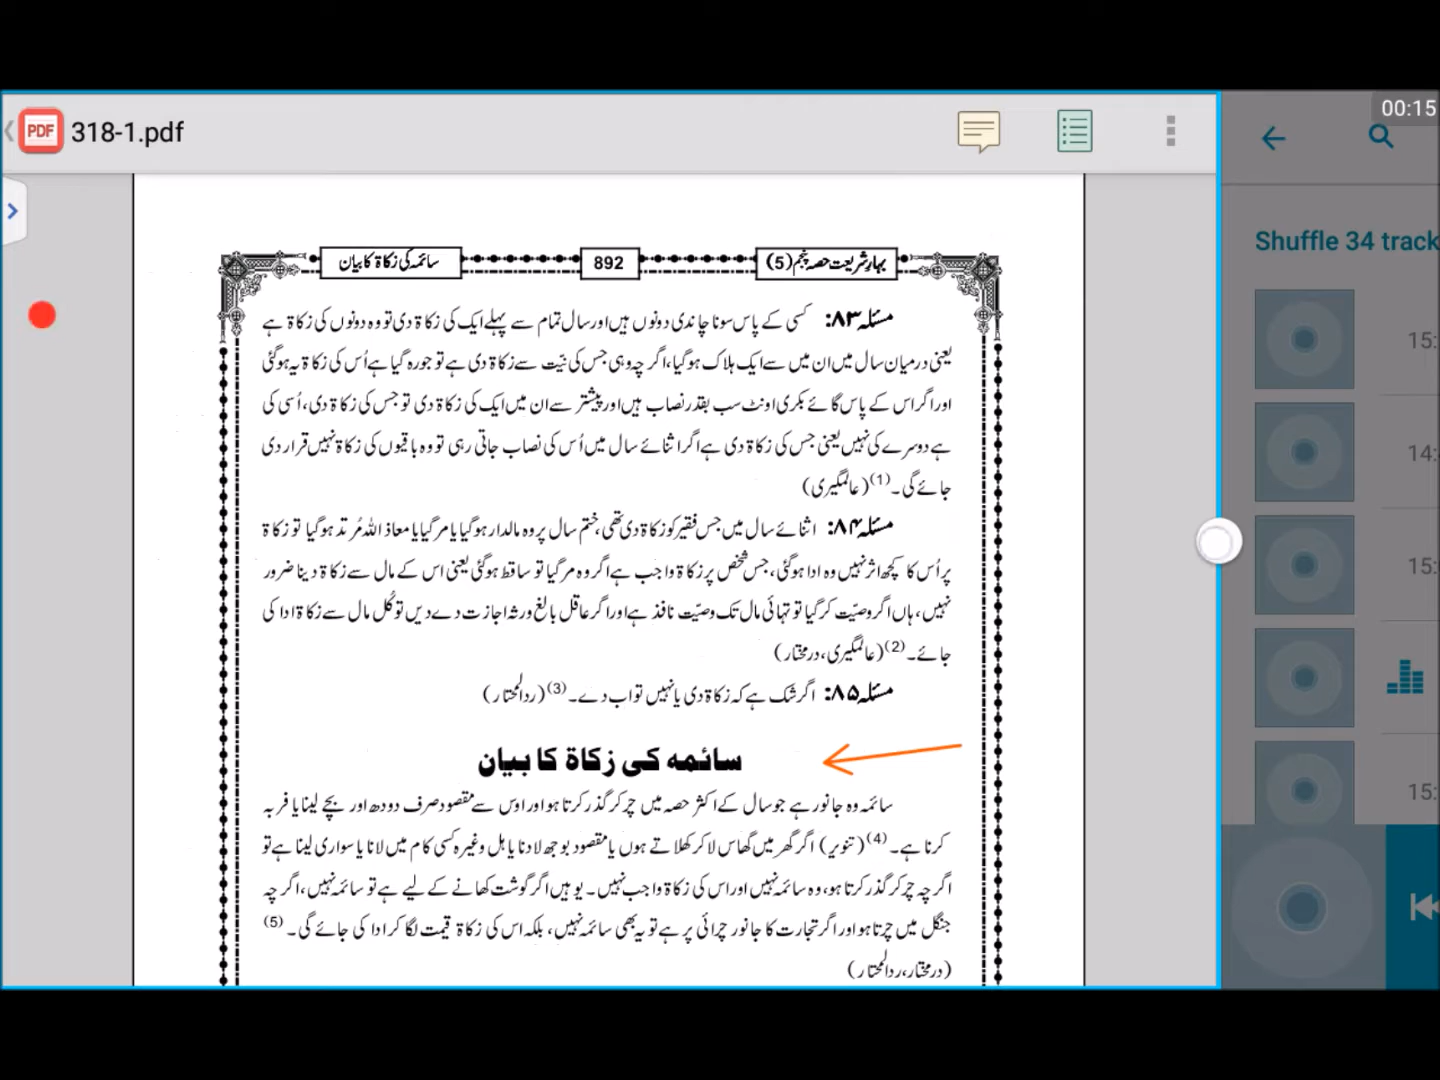 00:15
318-1.pdf
Shuffle 34 track
بہارِ شریعت حصہ پنجم (5)
892
سائمہ کی زکاۃ کا بیان
مسئلہ ۸۳: کسی کے پاس سونا چاندی دونوں ہیں اور سال تمام سے پہلے ایک کی زکاۃ دی تو وہ دونوں کی زکاۃ ہے
یعنی درمیان سال میں ان میں سے ایک ہلاک ہوگیا، اگرچہ وہی جس کی نیّت سے زکاۃ دی ہے تو جو رہ گیا ہے اُس کی زکاۃ یہ ہوگئی
اور اگر اس کے پاس گائے بکری اونٹ سب بقدر نصاب ہیں اور پیشتر سے ان میں ایک کی زکاۃ دی تو جس کی زکاۃ دی، اُسی کی
ہے دوسرے کی نہیں یعنی جس کی زکاۃ دی ہے اگر اثنائے سال میں اُس کی نصاب جاتی رہی تو وہ باقیوں کی زکاۃ نہیں قرار دی
جائے گی۔ (1) (عالمگیری)
مسئلہ ۸۴: اثنائے سال میں جس فقیر کو زکاۃ دی تھی، ختم سال پر وہ مالدار ہوگیا یا مر گیا یا معاذ اللہ مُرتد ہوگیا تو زکاۃ
پر اُس کا کچھ اثر نہیں وہ ادا ہوگئی، جس شخص پر زکاۃ واجب ہے اگر وہ مر گیا تو ساقط ہوگئی یعنی اس کے مال سے زکاۃ دینا ضرور
نہیں، ہاں اگر وصیّت کر گیا تو تہائی مال تک وصیّت نافذ ہے اور اگر عاقل بالغ ورثہ اجازت دے دیں تو کُل مال سے زکاۃ ادا کی
جائے۔ (2) (عالمگیری، درمختار)
مسئلہ ۸۵: اگر شک ہے کہ زکاۃ دی یا نہیں تو اب دے۔ (3) (ردالمحتار)
سائمہ کی زکاۃ کا بیان
سائمہ وہ جانور ہے جو سال کے اکثر حصہ میں چر کر گذر کرتا ہو اور اوس سے مقصود صرف دودھ اور بچے لینا یا فربہ
کرنا ہے۔ (4) (تنویر) اگر گھر میں گھاس لا کر کھلاتے ہوں یا مقصود بوجھ لادنا یا ہل وغیرہ کسی کام میں لانا یا سواری لینا ہے تو
اگرچہ چر کر گذر کرتا ہو، وہ سائمہ نہیں اور اس کی زکاۃ واجب نہیں۔ یوہیں اگر گوشت کھانے کے لیے ہے تو سائمہ نہیں، اگرچہ
جنگل میں چرتا ہو اور اگر تجارت کا جانور چرائی پر ہے تو یہ بھی سائمہ نہیں، بلکہ اس کی زکاۃ قیمت لگا کر ادا کی جائے گی۔ (5)
(درمختار، ردالمحتار)
15:
14:
15:
15: